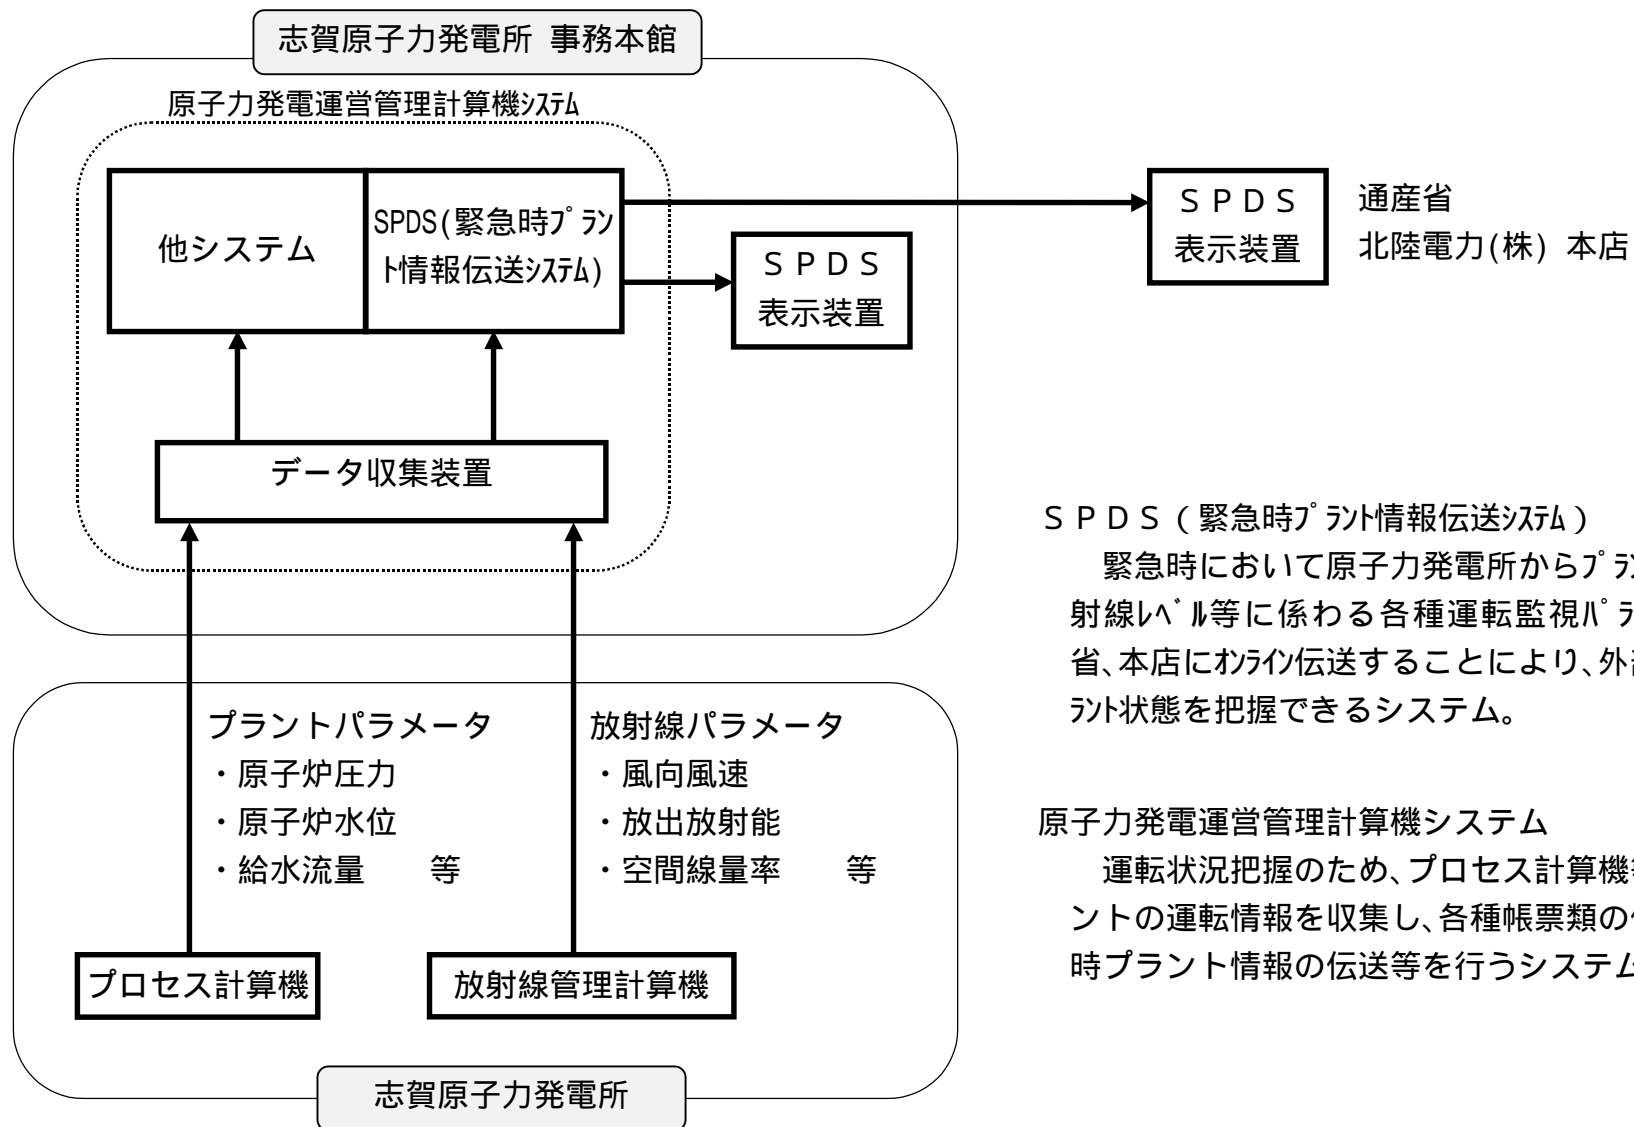 志賀原子力発電所 事務本館
原子力発電運営管理計算機ｼｽﾃﾑ
他システム
SPDS(緊急時ﾌﾟﾗﾝ
ﾄ情報伝送ｼｽﾃﾑ)
ＳＰＤＳ
表示装置
ＳＰＤＳ
表示装置
通産省
北陸電力(株) 本店
データ収集装置
ＳＰＤＳ（緊急時ﾌﾟﾗﾝﾄ情報伝送ｼｽﾃﾑ）
緊急時において原子力発電所からﾌﾟﾗ
射線ﾚﾍﾞﾙ等に係わる各種運転監視ﾊﾟﾗ
省、本店にｵﾝﾗｲﾝ伝送することにより、外
ﾗﾝﾄ状態を把握できるシステム。
プラントパラメータ
・原子炉圧力
・原子炉水位
・給水流量 等
放射線パラメータ
・風向風速
・放出放射能
・空間線量率 等
原子力発電運営管理計算機システム
運転状況把握のため、プロセス計算機
ントの運転情報を収集し、各種帳票類の
時プラント情報の伝送等を行うシステム
プロセス計算機
放射線管理計算機
志賀原子力発電所